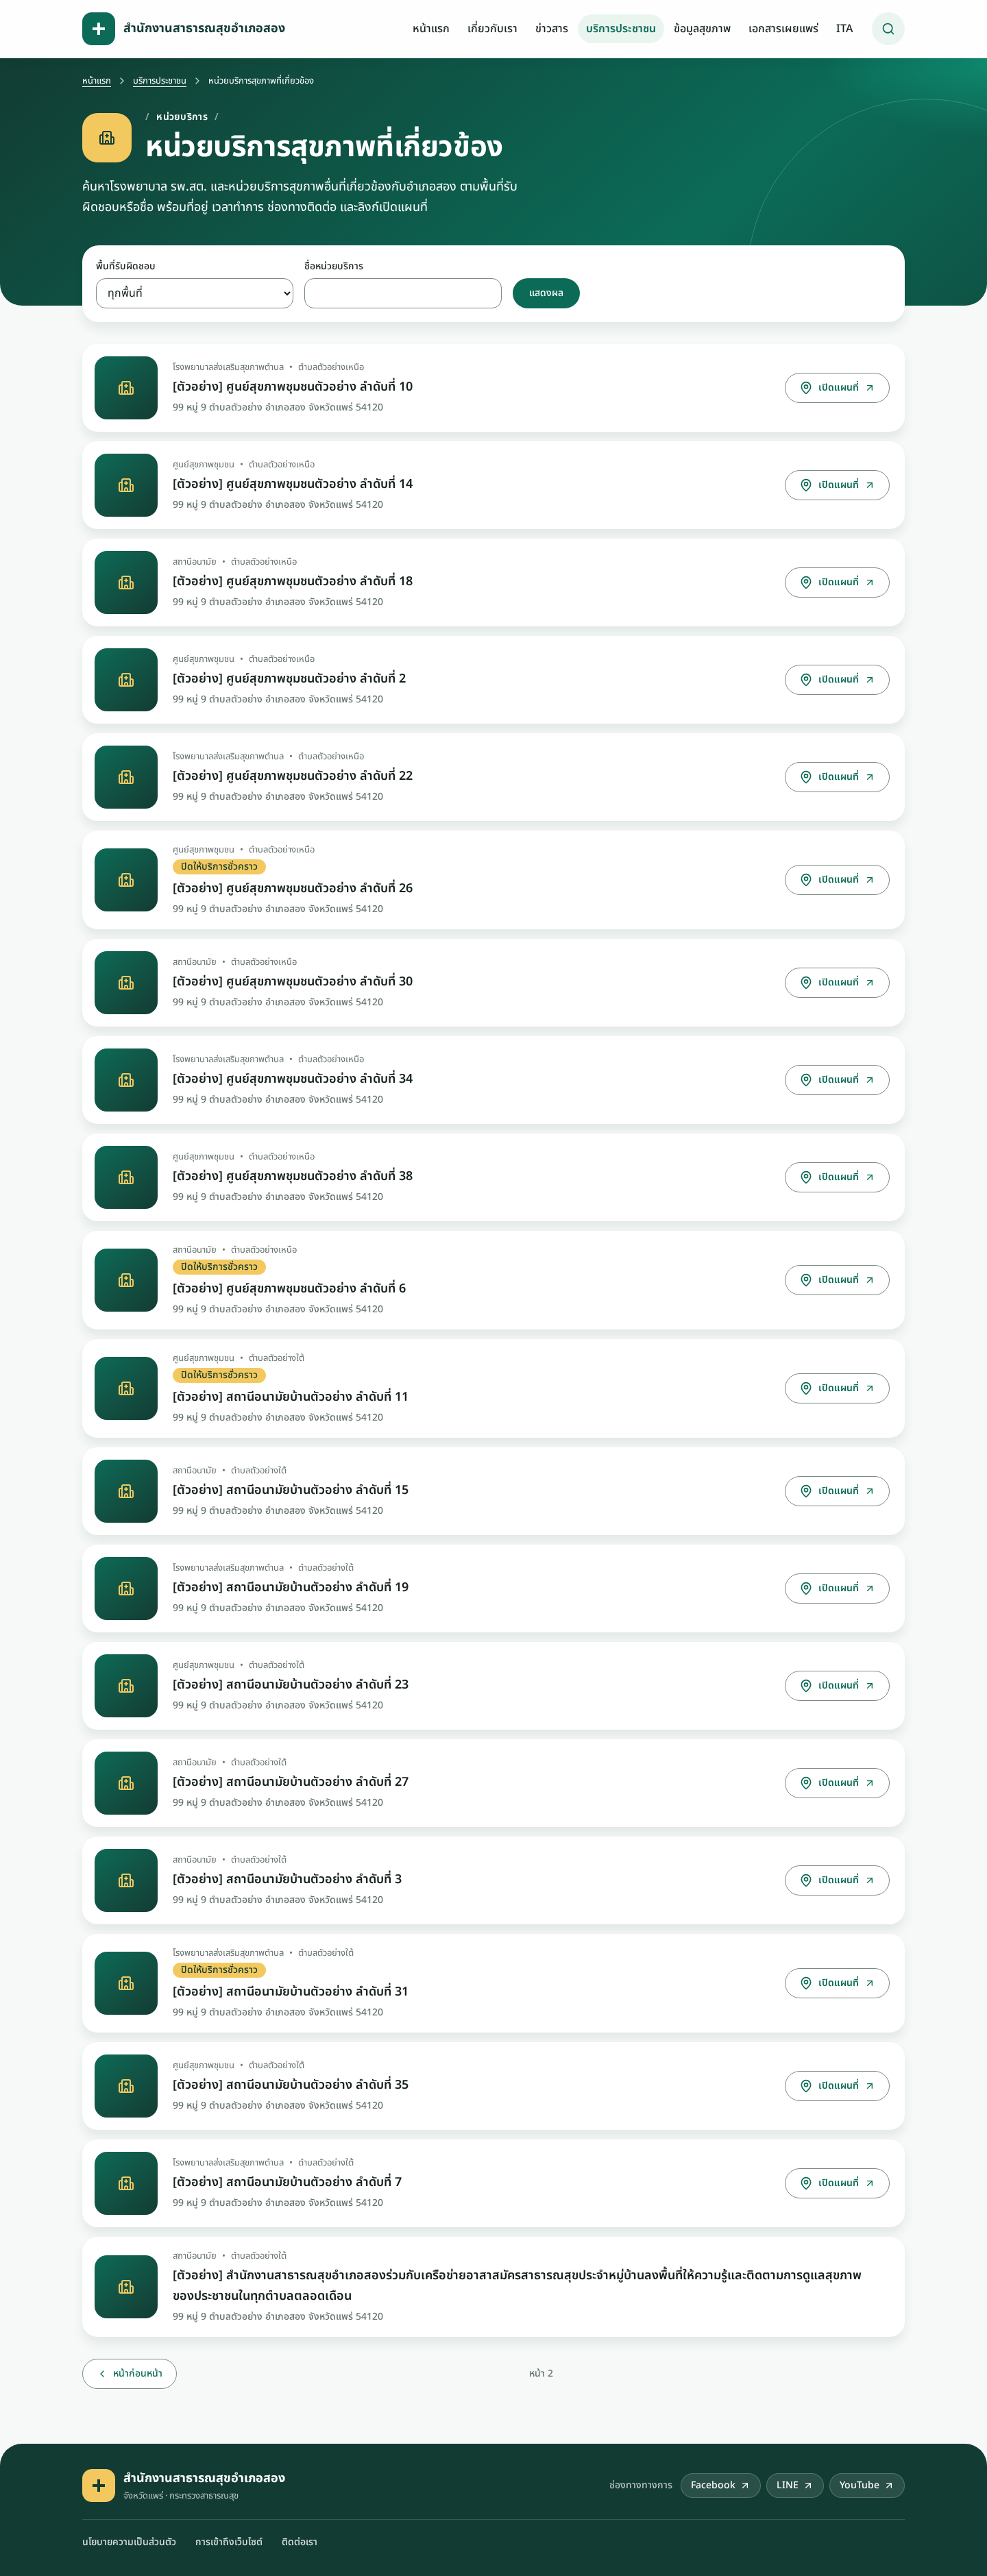 สำนักงานสาธารณสุขอำเภอสอง
หน้าแรก เกี่ยวกับเรา ข่าวสาร บริการประชาชน ข้อมูลสุขภาพ เอกสารเผยแพร่ ITA
หน้าแรก บริการประชาชน หน่วยบริการสุขภาพที่เกี่ยวข้อง
/ หน่วยบริการ /
หน่วยบริการสุขภาพที่เกี่ยวข้อง
ค้นหาโรงพยาบาล รพ.สต. และหน่วยบริการสุขภาพอื่นที่เกี่ยวข้องกับอำเภอสอง ตามพื้นที่รับ
ผิดชอบหรือชื่อ พร้อมที่อยู่ เวลาทำการ ช่องทางติดต่อ และลิงก์เปิดแผนที่
พื้นที่รับผิดชอบ ชื่อหน่วยบริการ
ทุกพื้นที่ แสดงผล
โรงพยาบาลส่งเสริมสุขภาพตำบล • ตำบลตัวอย่างเหนือ
[ตัวอย่าง] ศูนย์สุขภาพชุมชนตัวอย่าง ลำดับที่ 10
99 หมู่ 9 ตำบลตัวอย่าง อำเภอสอง จังหวัดแพร่ 54120
เปิดแผนที่
ศูนย์สุขภาพชุมชน • ตำบลตัวอย่างเหนือ
[ตัวอย่าง] ศูนย์สุขภาพชุมชนตัวอย่าง ลำดับที่ 14
99 หมู่ 9 ตำบลตัวอย่าง อำเภอสอง จังหวัดแพร่ 54120
เปิดแผนที่
สถานีอนามัย • ตำบลตัวอย่างเหนือ
[ตัวอย่าง] ศูนย์สุขภาพชุมชนตัวอย่าง ลำดับที่ 18
99 หมู่ 9 ตำบลตัวอย่าง อำเภอสอง จังหวัดแพร่ 54120
เปิดแผนที่
ศูนย์สุขภาพชุมชน • ตำบลตัวอย่างเหนือ
[ตัวอย่าง] ศูนย์สุขภาพชุมชนตัวอย่าง ลำดับที่ 2
99 หมู่ 9 ตำบลตัวอย่าง อำเภอสอง จังหวัดแพร่ 54120
เปิดแผนที่
โรงพยาบาลส่งเสริมสุขภาพตำบล • ตำบลตัวอย่างเหนือ
[ตัวอย่าง] ศูนย์สุขภาพชุมชนตัวอย่าง ลำดับที่ 22
99 หมู่ 9 ตำบลตัวอย่าง อำเภอสอง จังหวัดแพร่ 54120
เปิดแผนที่
ศูนย์สุขภาพชุมชน • ตำบลตัวอย่างเหนือ
ปิดให้บริการชั่วคราว
[ตัวอย่าง] ศูนย์สุขภาพชุมชนตัวอย่าง ลำดับที่ 26
99 หมู่ 9 ตำบลตัวอย่าง อำเภอสอง จังหวัดแพร่ 54120
เปิดแผนที่
สถานีอนามัย • ตำบลตัวอย่างเหนือ
[ตัวอย่าง] ศูนย์สุขภาพชุมชนตัวอย่าง ลำดับที่ 30
99 หมู่ 9 ตำบลตัวอย่าง อำเภอสอง จังหวัดแพร่ 54120
เปิดแผนที่
โรงพยาบาลส่งเสริมสุขภาพตำบล • ตำบลตัวอย่างเหนือ
[ตัวอย่าง] ศูนย์สุขภาพชุมชนตัวอย่าง ลำดับที่ 34
99 หมู่ 9 ตำบลตัวอย่าง อำเภอสอง จังหวัดแพร่ 54120
เปิดแผนที่
ศูนย์สุขภาพชุมชน • ตำบลตัวอย่างเหนือ
[ตัวอย่าง] ศูนย์สุขภาพชุมชนตัวอย่าง ลำดับที่ 38
99 หมู่ 9 ตำบลตัวอย่าง อำเภอสอง จังหวัดแพร่ 54120
เปิดแผนที่
สถานีอนามัย • ตำบลตัวอย่างเหนือ
ปิดให้บริการชั่วคราว
[ตัวอย่าง] ศูนย์สุขภาพชุมชนตัวอย่าง ลำดับที่ 6
99 หมู่ 9 ตำบลตัวอย่าง อำเภอสอง จังหวัดแพร่ 54120
เปิดแผนที่
ศูนย์สุขภาพชุมชน • ตำบลตัวอย่างใต้
ปิดให้บริการชั่วคราว
[ตัวอย่าง] สถานีอนามัยบ้านตัวอย่าง ลำดับที่ 11
99 หมู่ 9 ตำบลตัวอย่าง อำเภอสอง จังหวัดแพร่ 54120
เปิดแผนที่
สถานีอนามัย • ตำบลตัวอย่างใต้
[ตัวอย่าง] สถานีอนามัยบ้านตัวอย่าง ลำดับที่ 15
99 หมู่ 9 ตำบลตัวอย่าง อำเภอสอง จังหวัดแพร่ 54120
เปิดแผนที่
โรงพยาบาลส่งเสริมสุขภาพตำบล • ตำบลตัวอย่างใต้
[ตัวอย่าง] สถานีอนามัยบ้านตัวอย่าง ลำดับที่ 19
99 หมู่ 9 ตำบลตัวอย่าง อำเภอสอง จังหวัดแพร่ 54120
เปิดแผนที่
ศูนย์สุขภาพชุมชน • ตำบลตัวอย่างใต้
[ตัวอย่าง] สถานีอนามัยบ้านตัวอย่าง ลำดับที่ 23
99 หมู่ 9 ตำบลตัวอย่าง อำเภอสอง จังหวัดแพร่ 54120
เปิดแผนที่
สถานีอนามัย • ตำบลตัวอย่างใต้
[ตัวอย่าง] สถานีอนามัยบ้านตัวอย่าง ลำดับที่ 27
99 หมู่ 9 ตำบลตัวอย่าง อำเภอสอง จังหวัดแพร่ 54120
เปิดแผนที่
สถานีอนามัย • ตำบลตัวอย่างใต้
[ตัวอย่าง] สถานีอนามัยบ้านตัวอย่าง ลำดับที่ 3
99 หมู่ 9 ตำบลตัวอย่าง อำเภอสอง จังหวัดแพร่ 54120
เปิดแผนที่
โรงพยาบาลส่งเสริมสุขภาพตำบล • ตำบลตัวอย่างใต้
ปิดให้บริการชั่วคราว
[ตัวอย่าง] สถานีอนามัยบ้านตัวอย่าง ลำดับที่ 31
99 หมู่ 9 ตำบลตัวอย่าง อำเภอสอง จังหวัดแพร่ 54120
เปิดแผนที่
ศูนย์สุขภาพชุมชน • ตำบลตัวอย่างใต้
[ตัวอย่าง] สถานีอนามัยบ้านตัวอย่าง ลำดับที่ 35
99 หมู่ 9 ตำบลตัวอย่าง อำเภอสอง จังหวัดแพร่ 54120
เปิดแผนที่
โรงพยาบาลส่งเสริมสุขภาพตำบล • ตำบลตัวอย่างใต้
[ตัวอย่าง] สถานีอนามัยบ้านตัวอย่าง ลำดับที่ 7
99 หมู่ 9 ตำบลตัวอย่าง อำเภอสอง จังหวัดแพร่ 54120
เปิดแผนที่
สถานีอนามัย • ตำบลตัวอย่างใต้
[ตัวอย่าง] สำนักงานสาธารณสุขอำเภอสองร่วมกับเครือข่ายอาสาสมัครสาธารณสุขประจำหมู่บ้านลงพื้นที่ให้ความรู้และติดตามการดูแลสุขภาพ
ของประชาชนในทุกตำบลตลอดเดือน
99 หมู่ 9 ตำบลตัวอย่าง อำเภอสอง จังหวัดแพร่ 54120
หน้าก่อนหน้า หน้า 2
สำนักงานสาธารณสุขอำเภอสอง
จังหวัดแพร่ · กระทรวงสาธารณสุข
ช่องทางทางการ Facebook LINE YouTube
นโยบายความเป็นส่วนตัว การเข้าถึงเว็บไซต์ ติดต่อเรา